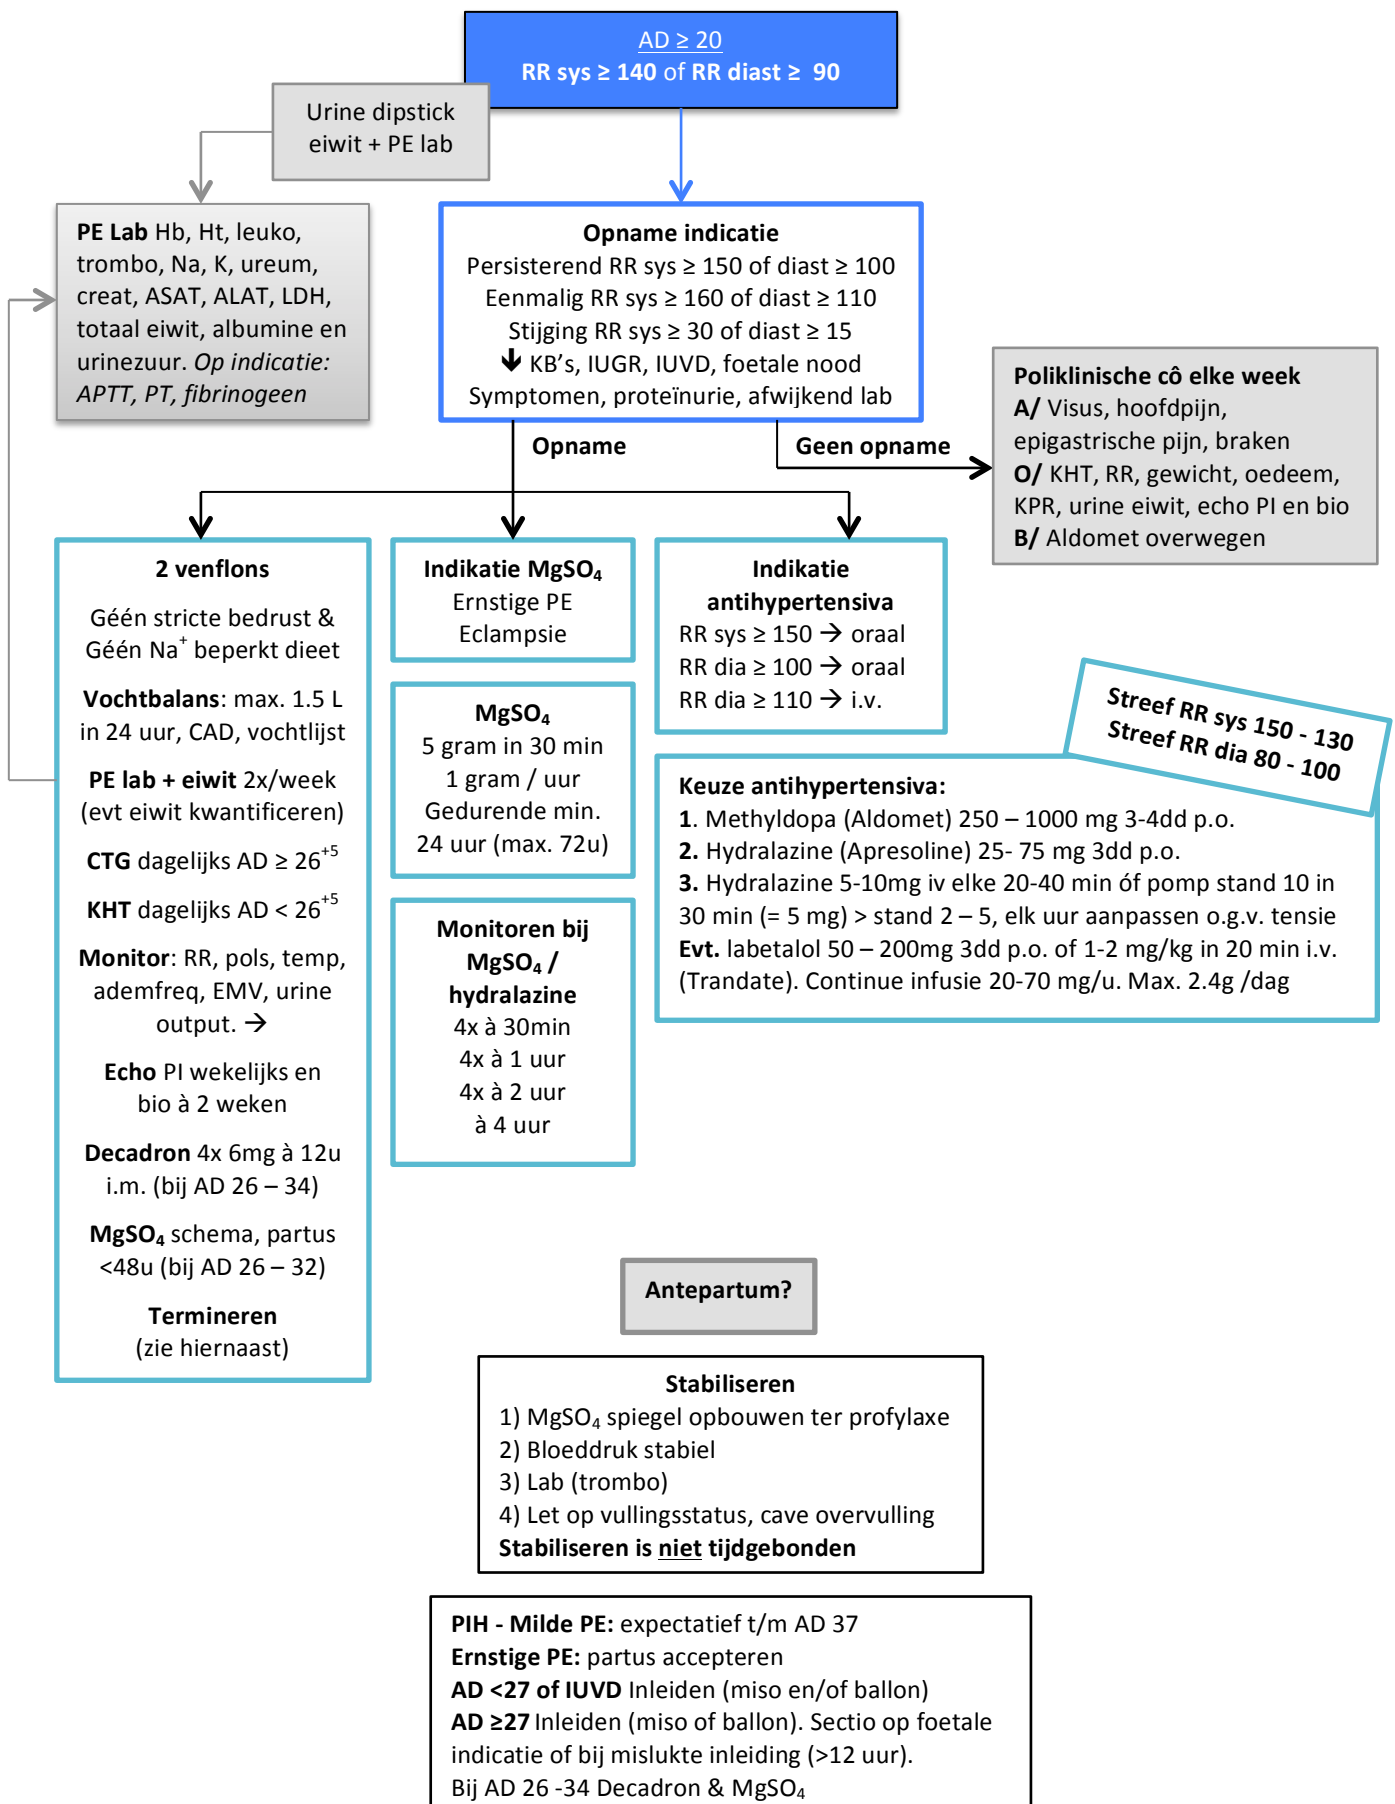 AD ≥ 20
RR sys ≥ 140 of RR diast ≥ 90
Urine dipstick
eiwit + PE lab
PE Lab Hb, Ht, leuko,
trombo, Na, K, ureum,
creat, ASAT, ALAT, LDH,
totaal eiwit, albumine en
urinezuur. Op indicatie:
APTT, PT, fibrinogeen
Opname indicatie
Persisterend RR sys ≥ 150 of diast ≥ 100
Eenmalig RR sys ≥ 160 of diast ≥ 110
Stijging RR sys ≥ 30 of diast ≥ 15
🡻 KB's, IUGR, IUVD, foetale nood
Symptomen, proteïnurie, afwijkend lab
Poliklinische cô elke week
A/ Visus, hoofdpijn,
epigastrische pijn, braken
O/ KHT, RR, gewicht, oedeem,
KPR, urine eiwit, echo PI en bio
B/ Aldomet overwegen
Opname
Geen opname
2 venflons
Géén stricte bedrust &
Géén Na⁺ beperkt dieet
Vochtbalans: max. 1.5 L
in 24 uur, CAD, vochtlijst
PE lab + eiwit 2x/week
(evt eiwit kwantificeren)
CTG dagelijks AD ≥ 26⁺⁵
KHT dagelijks AD < 26⁺⁵
Monitor: RR, pols, temp,
ademfreq, EMV, urine
output. →
Echo PI wekelijks en
bio à 2 weken
Decadron 4x 6mg à 12u
i.m. (bij AD 26 – 34)
MgSO₄ schema, partus
<48u (bij AD 26 – 32)
Termineren
(zie hiernaast)
Indikatie MgSO₄
Ernstige PE
Eclampsie
MgSO₄
5 gram in 30 min
1 gram / uur
Gedurende min.
24 uur (max. 72u)
Monitoren bij
MgSO₄ /
hydralazine
4x à 30min
4x à 1 uur
4x à 2 uur
à 4 uur
Indikatie
antihypertensiva
RR sys ≥ 150 → oraal
RR dia ≥ 100 → oraal
RR dia ≥ 110 → i.v.
Streef RR sys 150 - 130
Streef RR dia 80 - 100
Keuze antihypertensiva:
1. Methyldopa (Aldomet) 250 – 1000 mg 3-4dd p.o.
2. Hydralazine (Apresoline) 25- 75 mg 3dd p.o.
3. Hydralazine 5-10mg iv elke 20-40 min óf pomp stand 10 in
30 min (= 5 mg) > stand 2 – 5, elk uur aanpassen o.g.v. tensie
Evt. labetalol 50 – 200mg 3dd p.o. of 1-2 mg/kg in 20 min i.v.
(Trandate). Continue infusie 20-70 mg/u. Max. 2.4g /dag
Antepartum?
Stabiliseren
1) MgSO₄ spiegel opbouwen ter profylaxe
2) Bloeddruk stabiel
3) Lab (trombo)
4) Let op vullingsstatus, cave overvulling
Stabiliseren is niet tijdgebonden
PIH - Milde PE: expectatief t/m AD 37
Ernstige PE: partus accepteren
AD <27 of IUVD Inleiden (miso en/of ballon)
AD ≥27 Inleiden (miso of ballon). Sectio op foetale
indicatie of bij mislukte inleiding (>12 uur).
Bij AD 26 -34 Decadron & MgSO₄